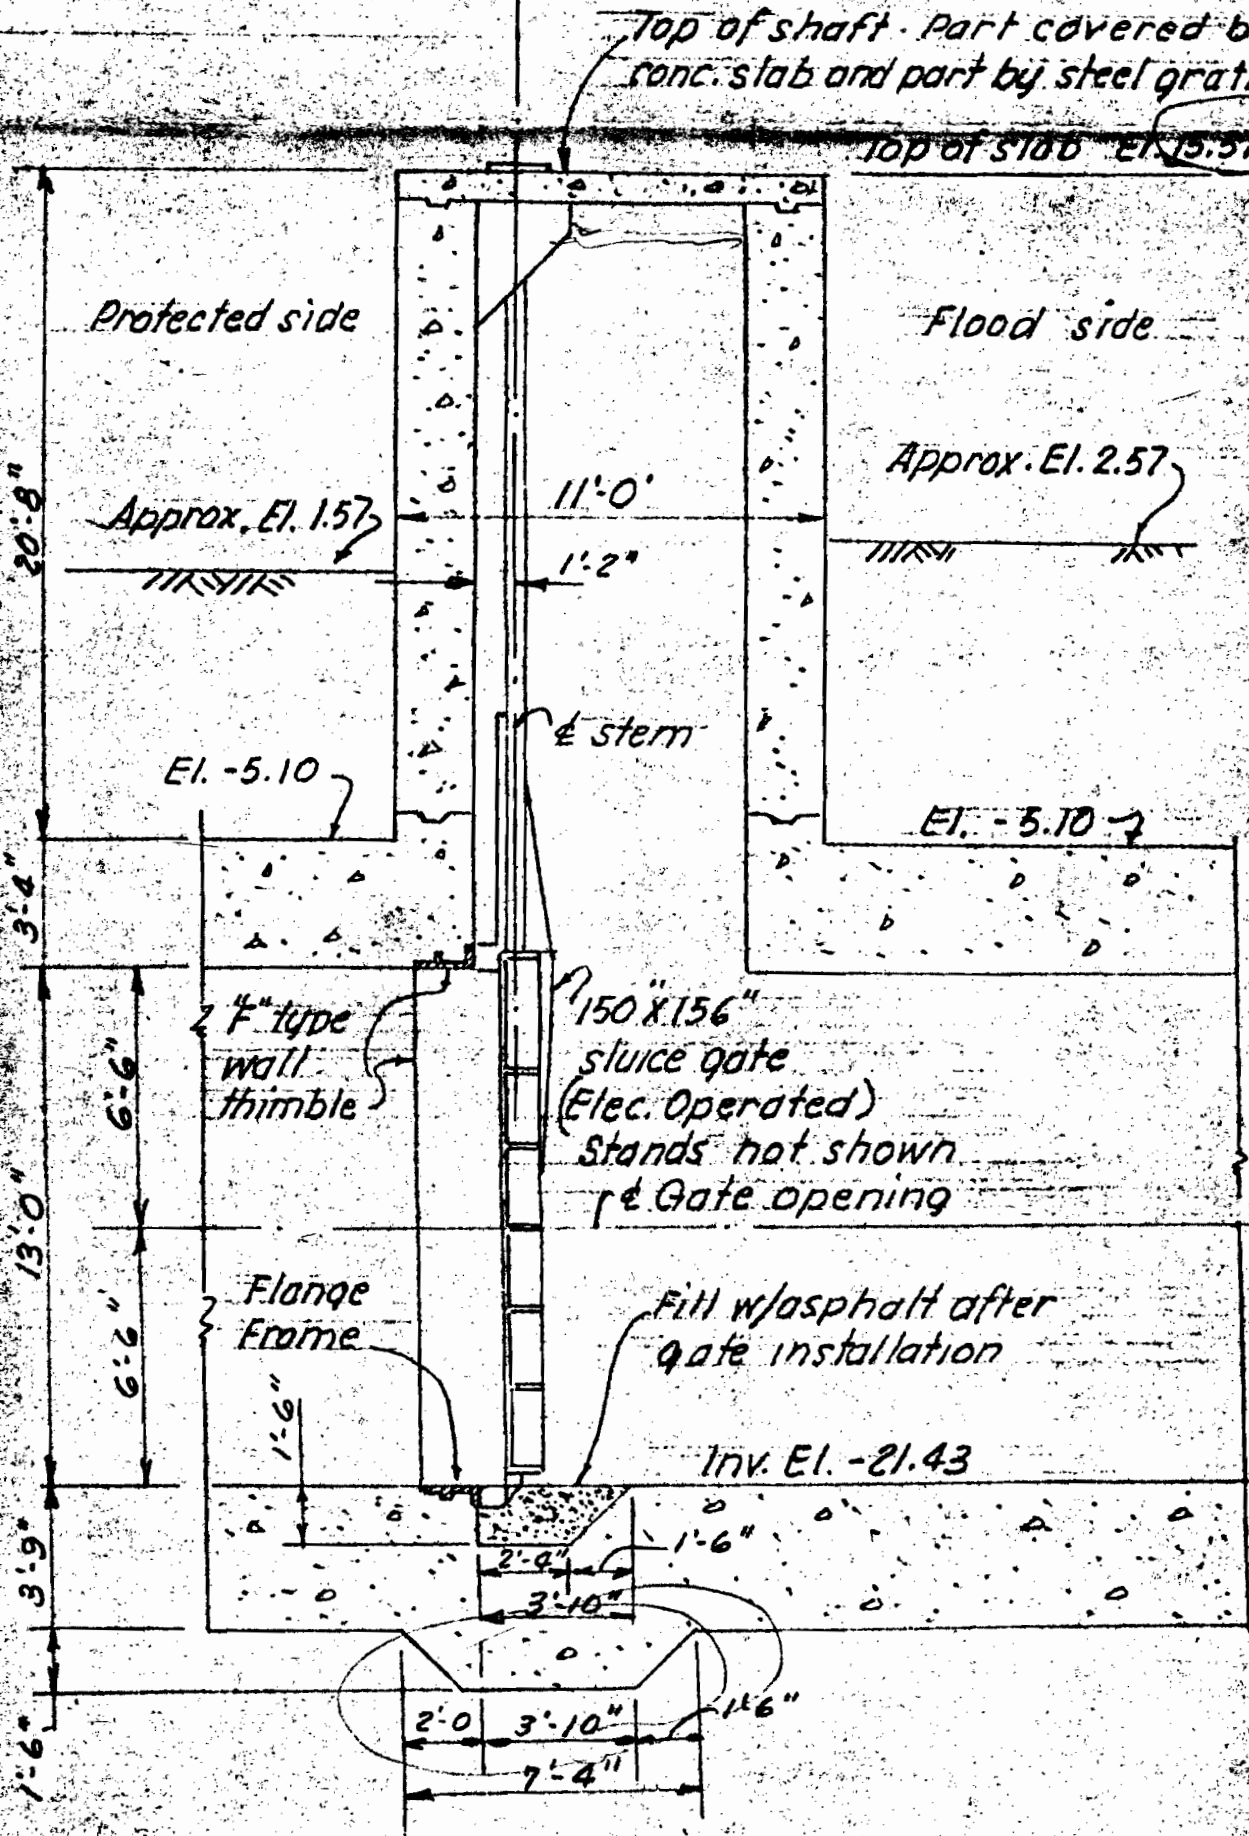 Top of shaft. Part covered b
conc. slab and part by steel grat
Top of slab El. 15.57
Protected side
Flood side
Approx. El. 2.57
11'-0"
Approx. El. 1.57
20'-8"
1'-2"
℄ stem
El. -5.10
El. -5.10
3'-4"
"F" type
wall
thimble
150"X156"
sluice gate
(Elec. Operated)
Stands not shown
℄ Gate opening
6'-6"
13'-0"
Flange
Frame
Fill w/asphalt after
gate installation
6'-6"
1'-6"
Inv. El. -21.43
3'-9"
2'-4"
1'-6"
3'-10"
2'-0
3'-10"
1'-6"
7'-4"
1'-6"